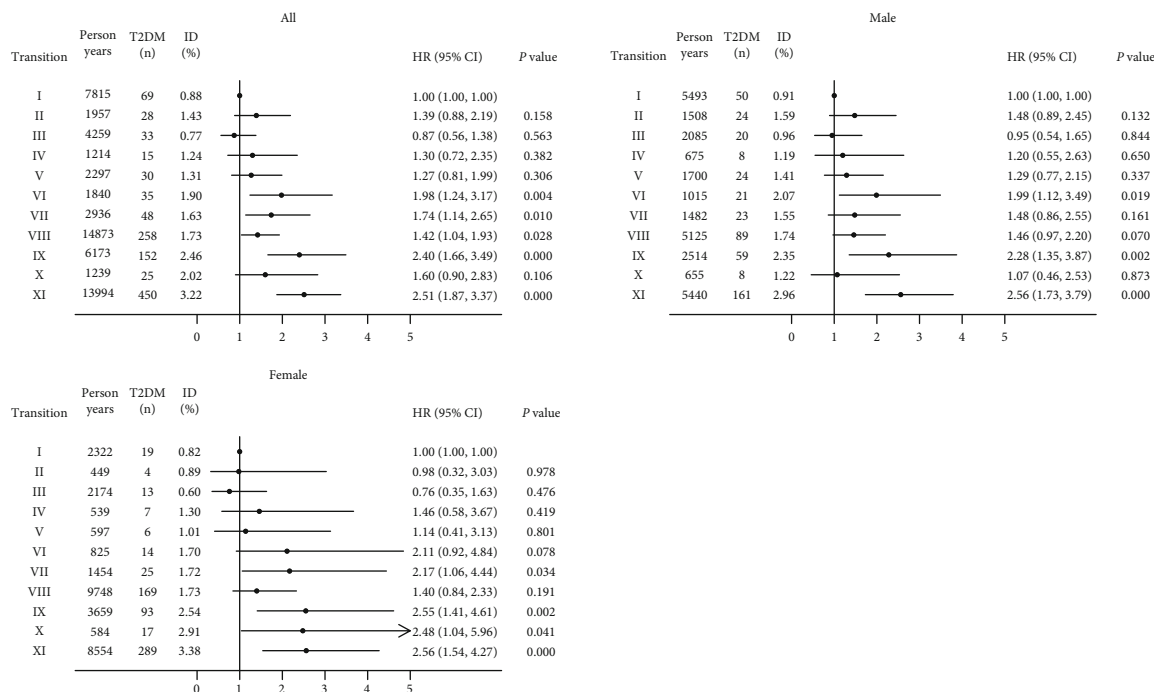 All
Transition Person years T2DM (n) ID (%) HR (95% CI) P value
I 7815 69 0.88 1.00 (1.00, 1.00)
II 1957 28 1.43 1.39 (0.88, 2.19) 0.158
III 4259 33 0.77 0.87 (0.56, 1.38) 0.563
IV 1214 15 1.24 1.30 (0.72, 2.35) 0.382
V 2297 30 1.31 1.27 (0.81, 1.99) 0.306
VI 1840 35 1.90 1.98 (1.24, 3.17) 0.004
VII 2936 48 1.63 1.74 (1.14, 2.65) 0.010
VIII 14873 258 1.73 1.42 (1.04, 1.93) 0.028
IX 6173 152 2.46 2.40 (1.66, 3.49) 0.000
X 1239 25 2.02 1.60 (0.90, 2.83) 0.106
XI 13994 450 3.22 2.51 (1.87, 3.37) 0.000
0 1 2 3 4 5
Male
Transition Person years T2DM (n) ID (%) HR (95% CI) P value
I 5493 50 0.91 1.00 (1.00, 1.00)
II 1508 24 1.59 1.48 (0.89, 2.45) 0.132
III 2085 20 0.96 0.95 (0.54, 1.65) 0.844
IV 675 8 1.19 1.20 (0.55, 2.63) 0.650
V 1700 24 1.41 1.29 (0.77, 2.15) 0.337
VI 1015 21 2.07 1.99 (1.12, 3.49) 0.019
VII 1482 23 1.55 1.48 (0.86, 2.55) 0.161
VIII 5125 89 1.74 1.46 (0.97, 2.20) 0.070
IX 2514 59 2.35 2.28 (1.35, 3.87) 0.002
X 655 8 1.22 1.07 (0.46, 2.53) 0.873
XI 5440 161 2.96 2.56 (1.73, 3.79) 0.000
0 1 2 3 4 5
Female
Transition Person years T2DM (n) ID (%) HR (95% CI) P value
I 2322 19 0.82 1.00 (1.00, 1.00)
II 449 4 0.89 0.98 (0.32, 3.03) 0.978
III 2174 13 0.60 0.76 (0.35, 1.63) 0.476
IV 539 7 1.30 1.46 (0.58, 3.67) 0.419
V 597 6 1.01 1.14 (0.41, 3.13) 0.801
VI 825 14 1.70 2.11 (0.92, 4.84) 0.078
VII 1454 25 1.72 2.17 (1.06, 4.44) 0.034
VIII 9748 169 1.73 1.40 (0.84, 2.33) 0.191
IX 3659 93 2.54 2.55 (1.41, 4.61) 0.002
X 584 17 2.91 2.48 (1.04, 5.96) 0.041
XI 8554 289 3.38 2.56 (1.54, 4.27) 0.000
0 1 2 3 4 5